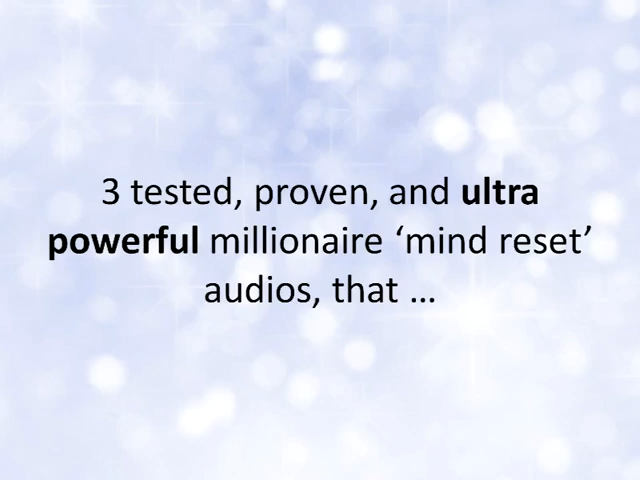 3 tested, proven, and ultra
powerful millionaire ‘mind reset’
audios, that …